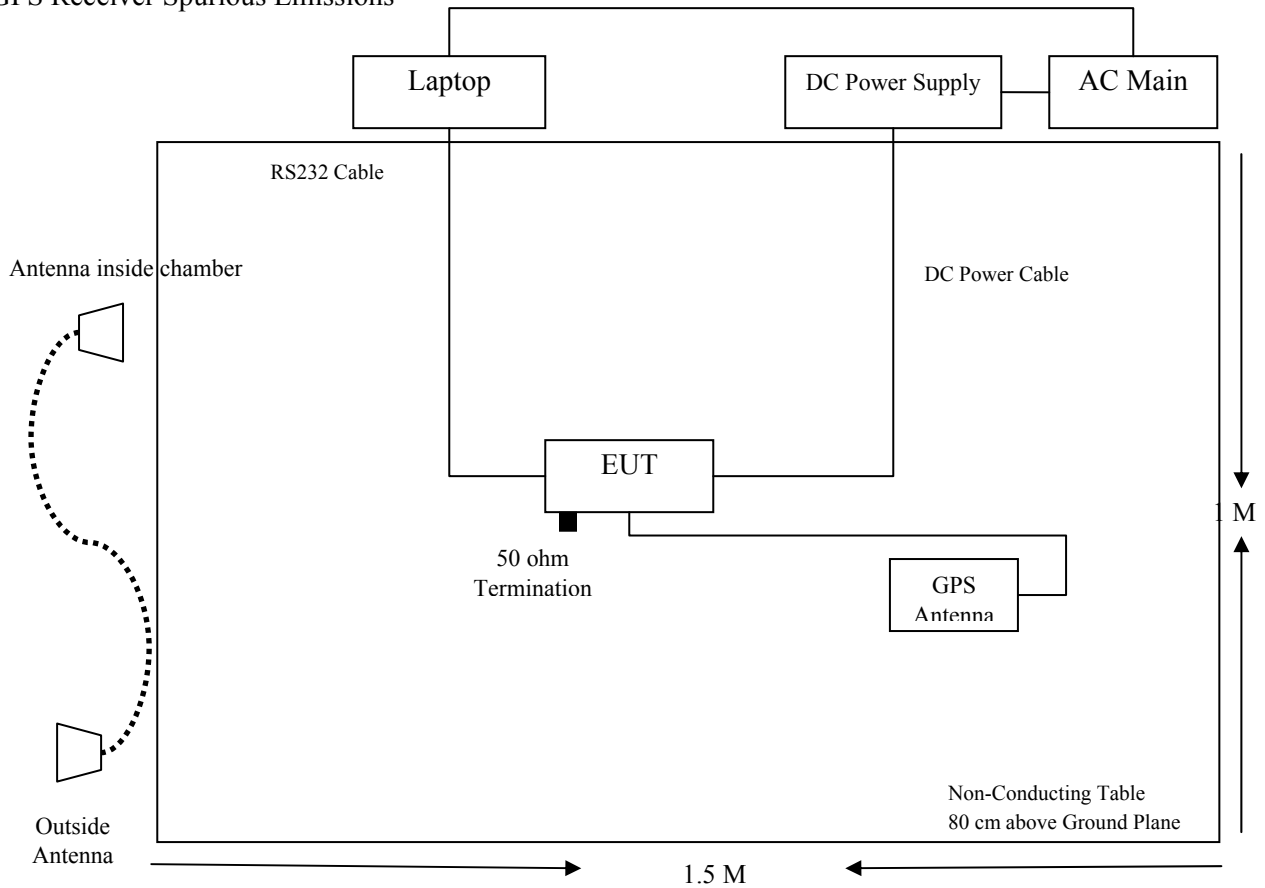 GPS Receiver Spurious Emissions
Laptop
DC Power Supply
AC Main
RS232 Cable
Antenna inside chamber
DC Power Cable
EUT
1 M
50 ohm
Termination
GPS
Antenna
Non-Conducting Table
80 cm above Ground Plane
Outside
Antenna
1.5 M